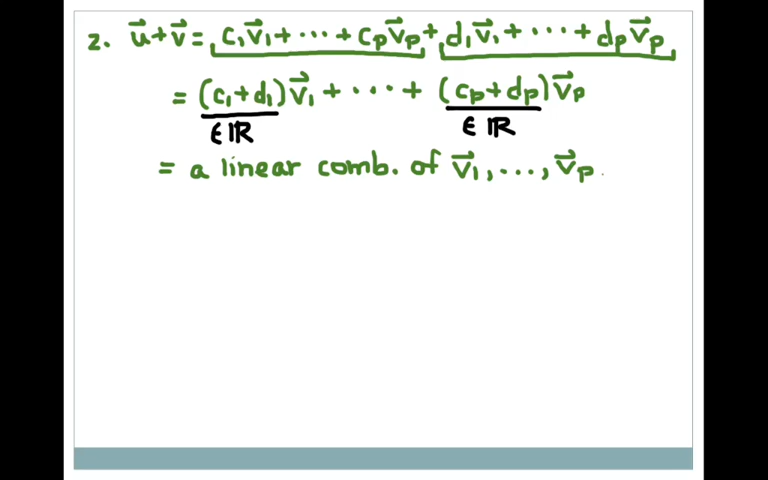 2. u⃗+v⃗ = c₁v⃗₁ + ⋯ + cₚv⃗ₚ + d₁v⃗₁ + ⋯ + dₚv⃗ₚ
= (c₁+d₁)v⃗₁ + ⋯ + (cₚ+dₚ)v⃗ₚ
∈ ℝ ∈ ℝ
= a linear comb. of v⃗₁, ..., v⃗ₚ.